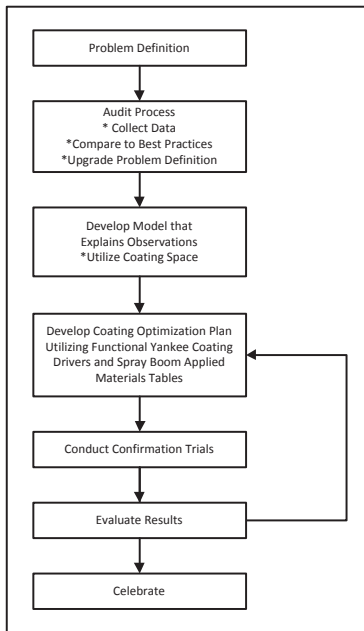 Problem Definition
Audit Process
* Collect Data
*Compare to Best Practices
*Upgrade Problem Definition
Develop Model that
Explains Observations
*Utilize Coating Space
Develop Coating Optimization Plan
Utilizing Functional Yankee Coating
Drivers and Spray Boom Applied
Materials Tables
Conduct Confirmation Trials
Evaluate Results
Celebrate